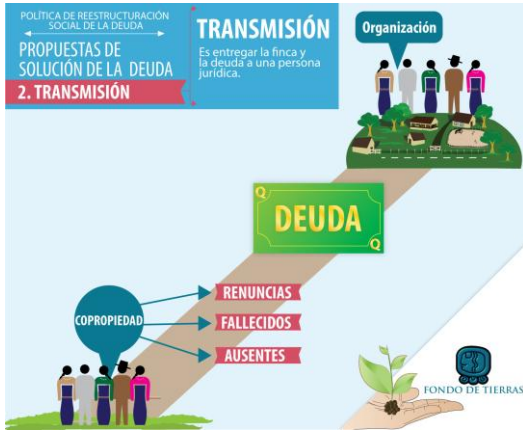 POLÍTICA DE REESTRUCTURACIÓN
SOCIAL DE LA DEUDA
PROPUESTAS DE
SOLUCIÓN DE LA DEUDA
2. TRANSMISIÓN
TRANSMISIÓN
Es entregar la finca y
la deuda a una persona
jurídica.
Organización
Q
DEUDA
Q
COPROPIEDAD
RENUNCIAS
FALLECIDOS
AUSENTES
FONDO DE TIERRAS